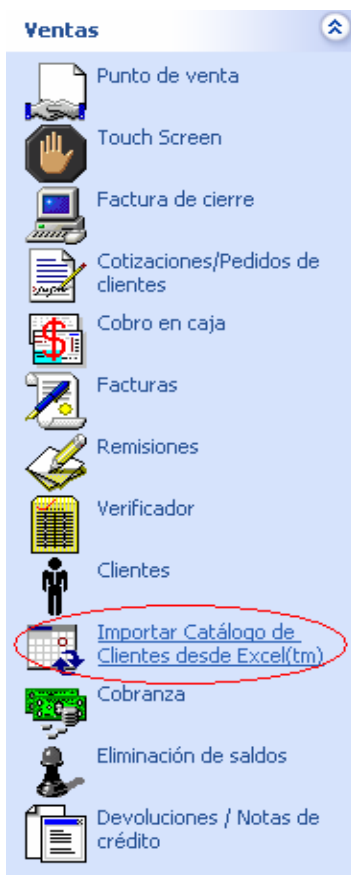 Ventas
Punto de venta
Touch Screen
Factura de cierre
Cotizaciones/Pedidos de
clientes
Cobro en caja
Facturas
Remisiones
Verificador
Clientes
Importar Catálogo de
Clientes desde Excel(tm)
Cobranza
Eliminación de saldos
Devoluciones / Notas de
crédito